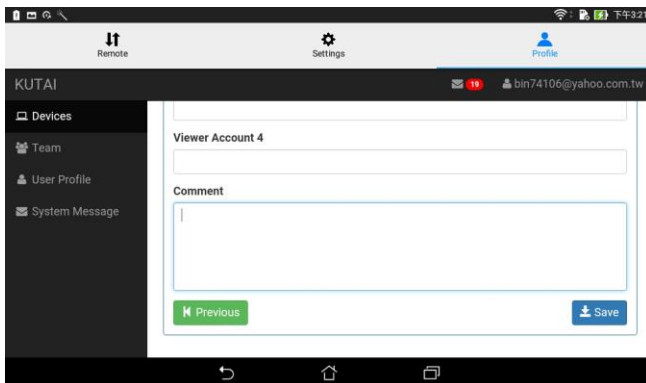 下午3:21
Remote
Settings
Profile
KUTAI
19
bin74106@yahoo.com.tw
Devices
Team
User Profile
System Message
Viewer Account 4
Comment
Previous
Save